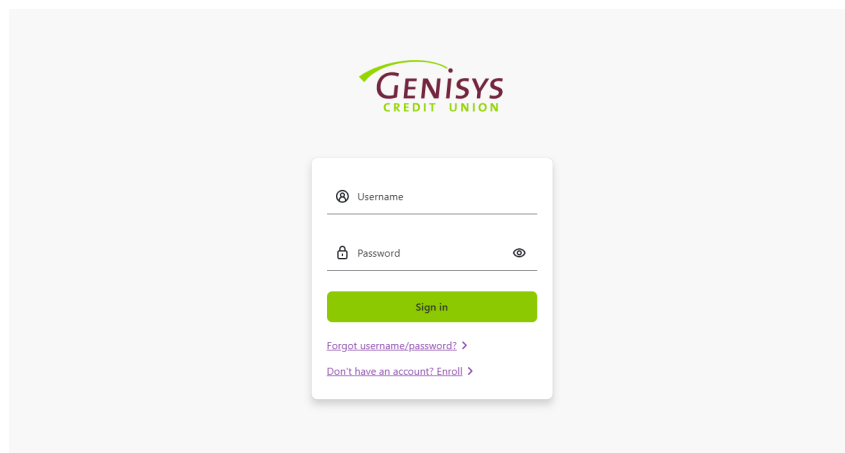 GENiSYS
CREDIT UNION
Username
Password
Sign in
Forgot username/password?
Don't have an account? Enroll